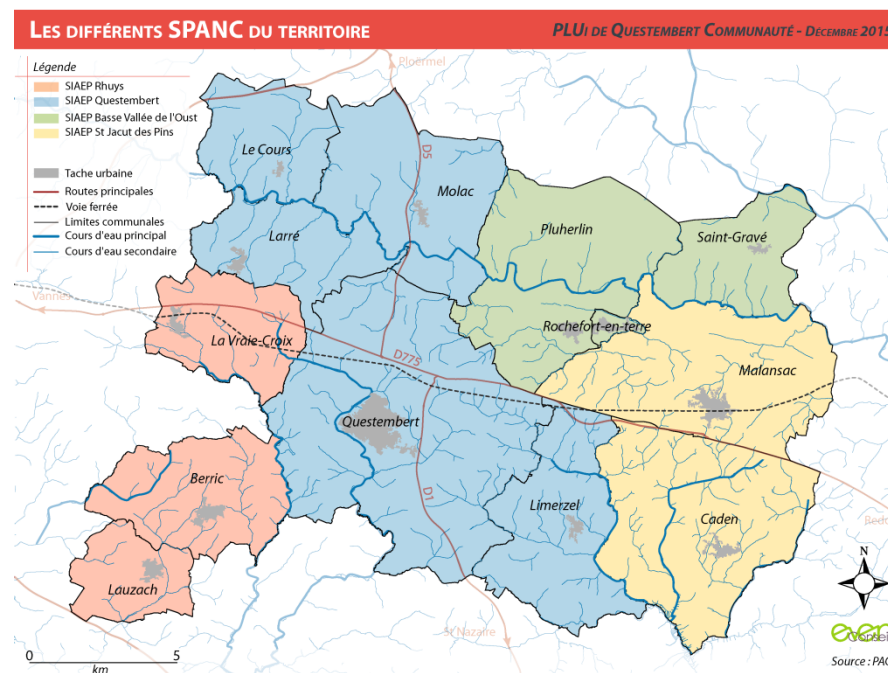 LES DIFFÉRENTS SPANC DU TERRITOIRE
PLUI DE QUESTEMBERT COMMUNAUTÉ - DÉCEMBRE 2015
Légende
SIAEP Rhuys
SIAEP Questembert
SIAEP Basse Vallée de l'Oust
SIAEP St Jacut des Pins
Tache urbaine
Routes principales
Voie ferrée
Limites communales
Cours d'eau principal
Cours d'eau secondaire
Ploërmel
Le Cours
D5
Molac
Larré
Pluherlin
Saint-Gravé
Vannes
La Vraie-Croix
Rochefort-en-terre
D775
Malansac
Questembert
Berric
D1
Limerzel
Caden
Lauzach
N
St Nazaire
0 5
km
even
Conseil